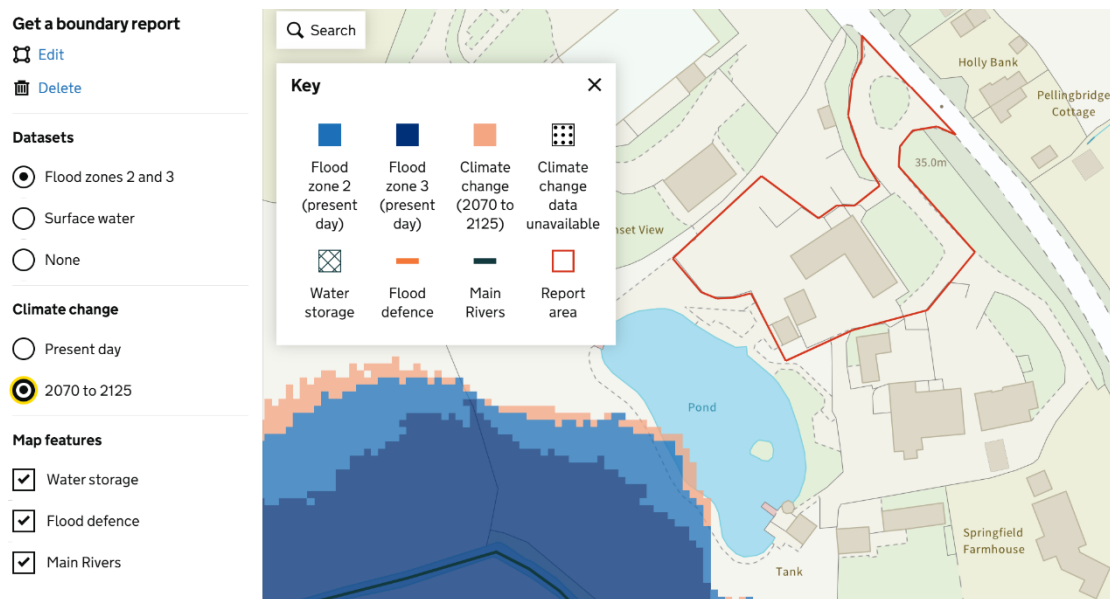 Get a boundary report
Edit
Delete
Datasets
Flood zones 2 and 3
Surface water
None
Climate change
Present day
2070 to 2125
Map features
Water storage
Flood defence
Main Rivers
Search
Key
Flood
zone 2
(present
day)
Flood
zone 3
(present
day)
Climate
change
(2070 to
2125)
Climate
change
data
unavailable
Water
storage
Flood
defence
Main
Rivers
Report
area
Holly Bank
Pellingbridge
Cottage
35.0m
nset View
Pond
Springfield
Farmhouse
Tank